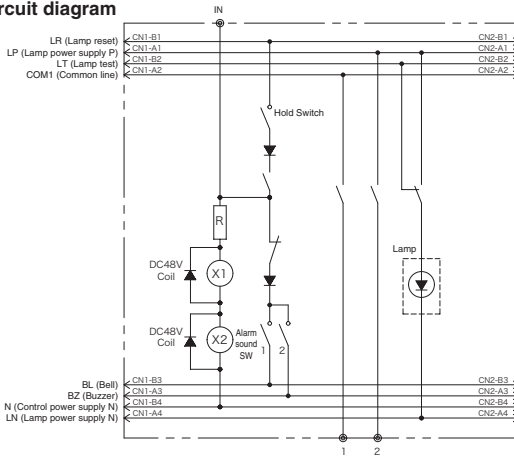 rcuit diagram
IN
LR (Lamp reset) CN1-B1 CN2-B1
LP (Lamp power supply P) CN1-A1 CN2-A1
LT (Lamp test) CN1-B2 CN2-B2
COM1 (Common line) CN1-A2 CN2-A2
Hold Switch
R
Lamp
DC48V
Coil
X1
DC48V
Coil
X2
Alarm
sound
SW
1 2
BL (Bell) CN1-B3 CN2-B3
BZ (Buzzer) CN1-A3 CN2-A3
N (Control power supply N) CN1-B4 CN2-B4
LN (Lamp power supply N) CN1-A4 CN2-A4
1 2